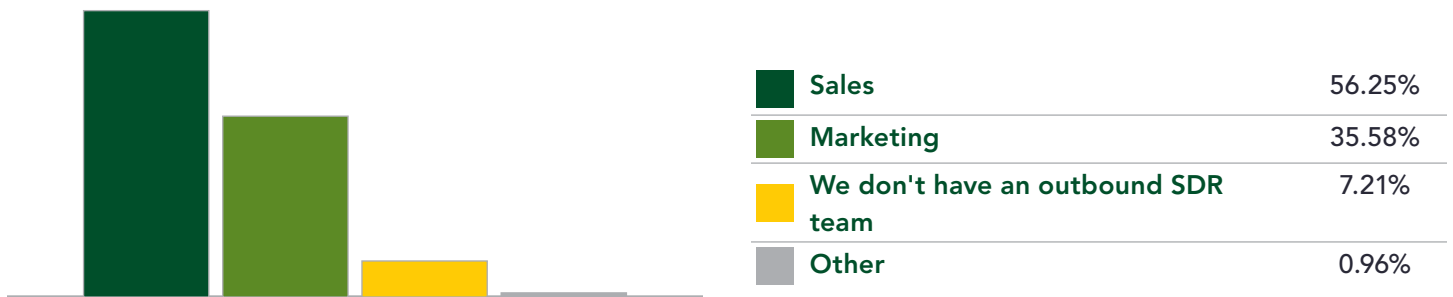 Sales 56.25%
Marketing 35.58%
We don't have an outbound SDR 7.21%
team
Other 0.96%